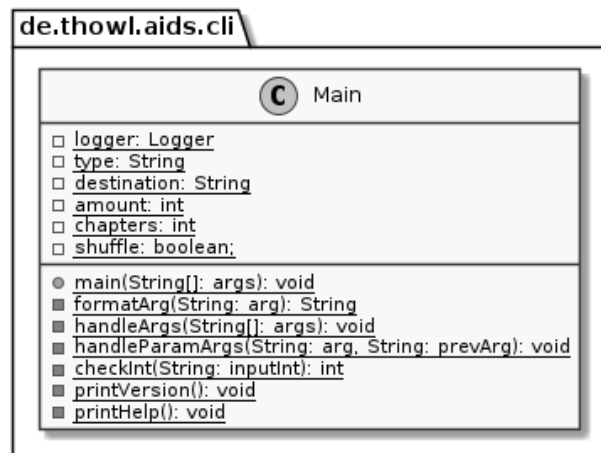 de.thowl.aids.cli
C Main
logger: Logger
type: String
destination: String
amount: int
chapters: int
shuffle: boolean;
main(String[]: args): void
formatArg(String: arg): String
handleArgs(String[]: args): void
handleParamArgs(String: arg, String: prevArg): void
checkInt(String: inputInt): int
printVersion(): void
printHelp(): void